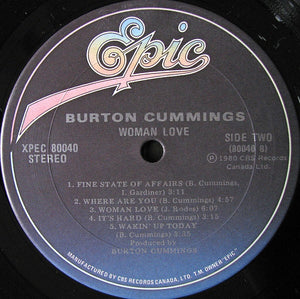 Epic
BURTON CUMMINGS
WOMAN LOVE
XPEC 80040
STEREO
SIDE TWO
(80040 B)
Ⓟ 1980 CBS Records
Canada Ltd.
1. FINE STATE OF AFFAIRS (B. Cummings,
I. Gardiner) 3:11
2. WHERE ARE YOU (B. Cummings) 4:57
3. WOMAN LOVE (J. Rodes) 6:07
4. IT'S HARD (B. Cummings) 3:15
5. WAKIN' UP TODAY
(B. Cummings) 3:35
Produced by
BURTON CUMMINGS
MANUFACTURED BY CBS RECORDS CANADA, LTD. T.M. OWNER "EPIC"